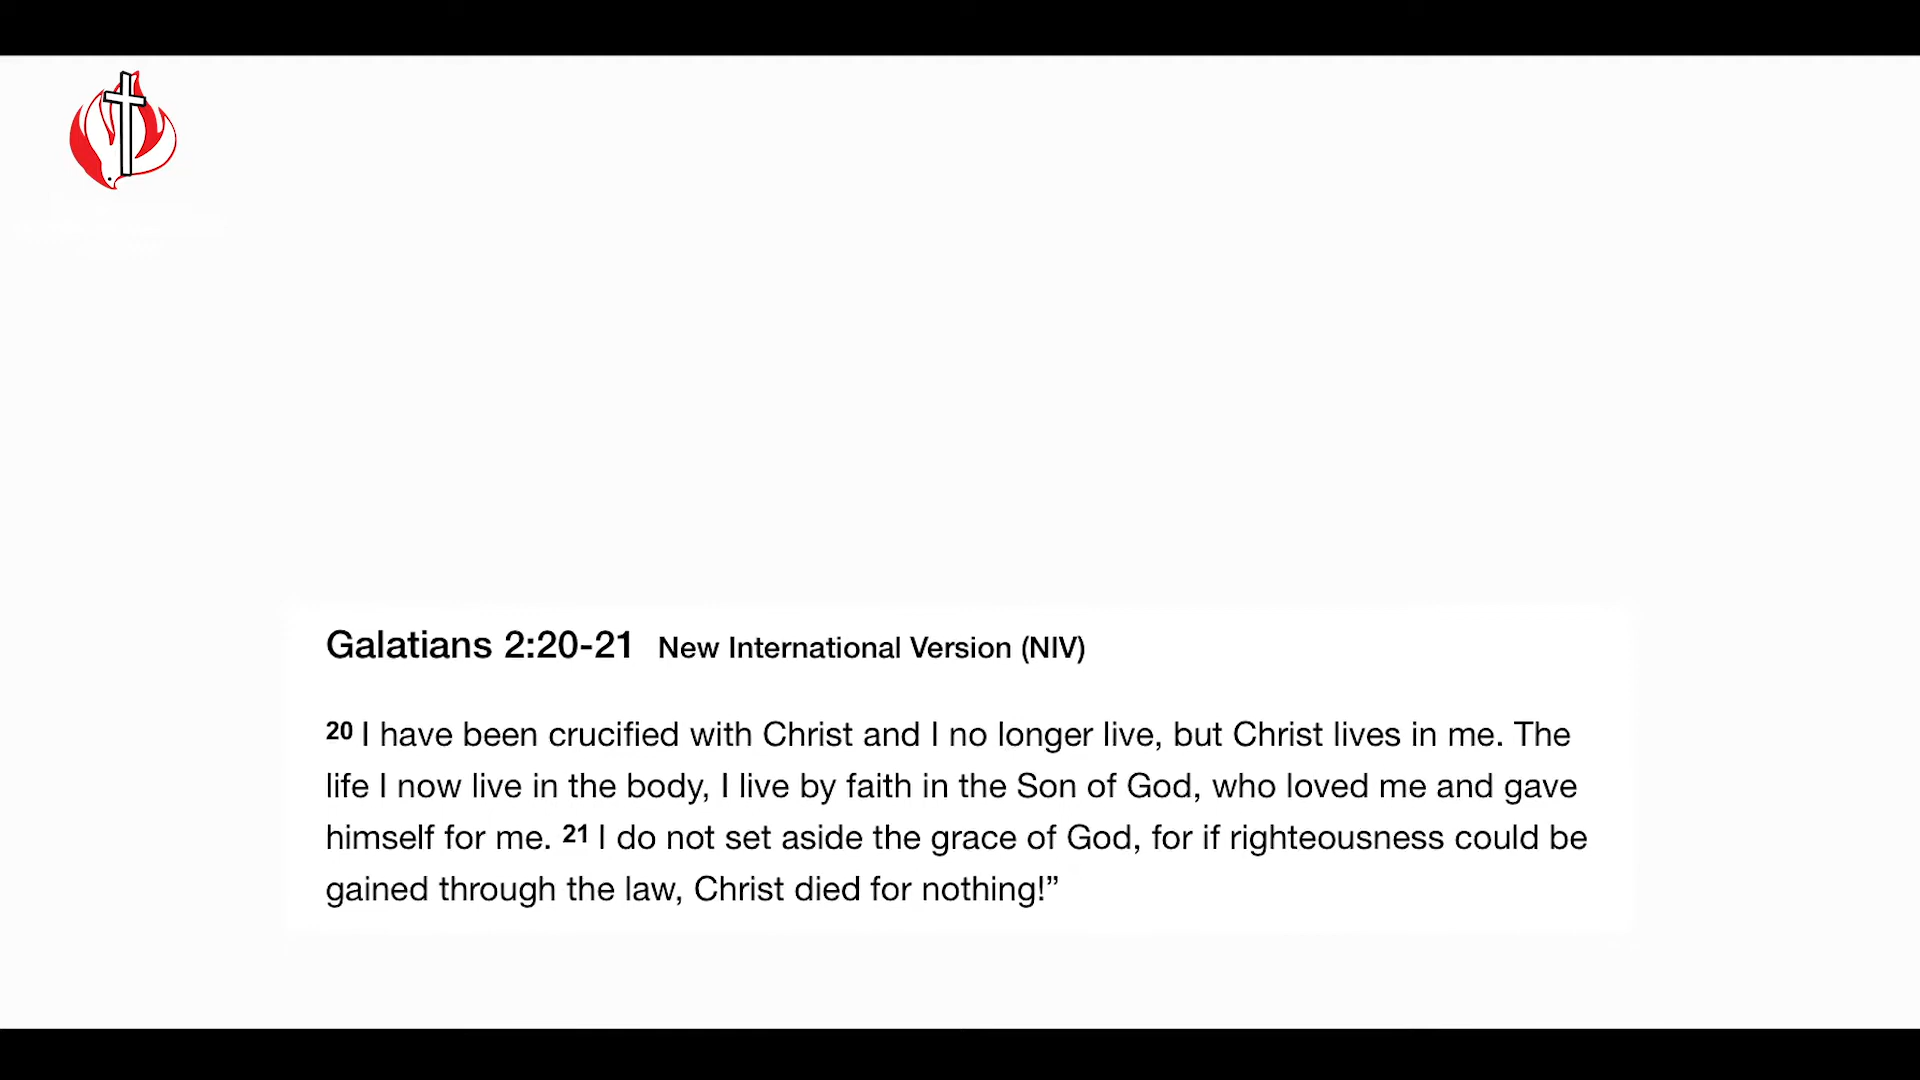 Galatians 2:20-21 New International Version (NIV)
20 I have been crucified with Christ and I no longer live, but Christ lives in me. The
life I now live in the body, I live by faith in the Son of God, who loved me and gave
himself for me. 21 I do not set aside the grace of God, for if righteousness could be
gained through the law, Christ died for nothing!”